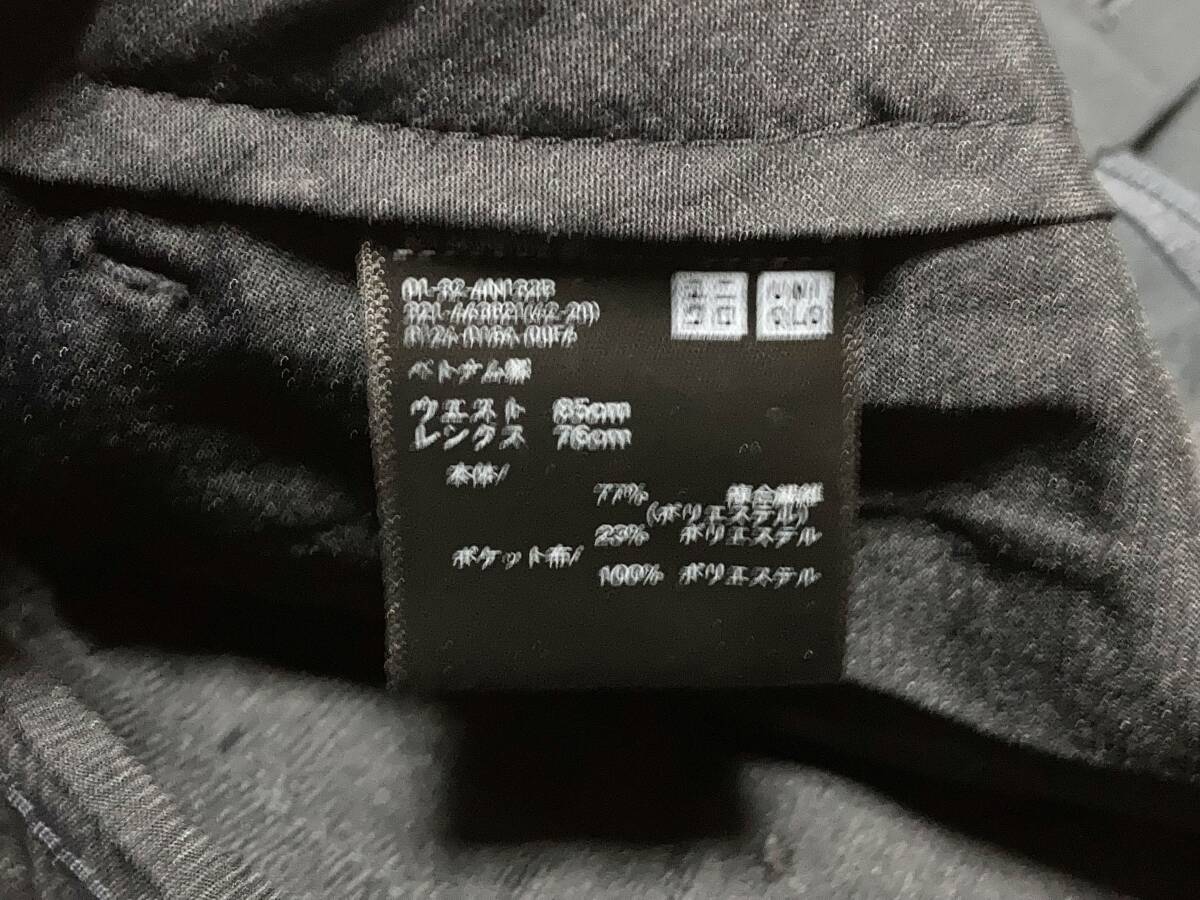 ユニ
クロ
UNI
QLO
ベトナム製
ウエスト 85cm
レングス 76cm
本体/
77% 複合繊維
(ポリエステル)
23% ポリエステル
ポケット布/
100% ポリエステル